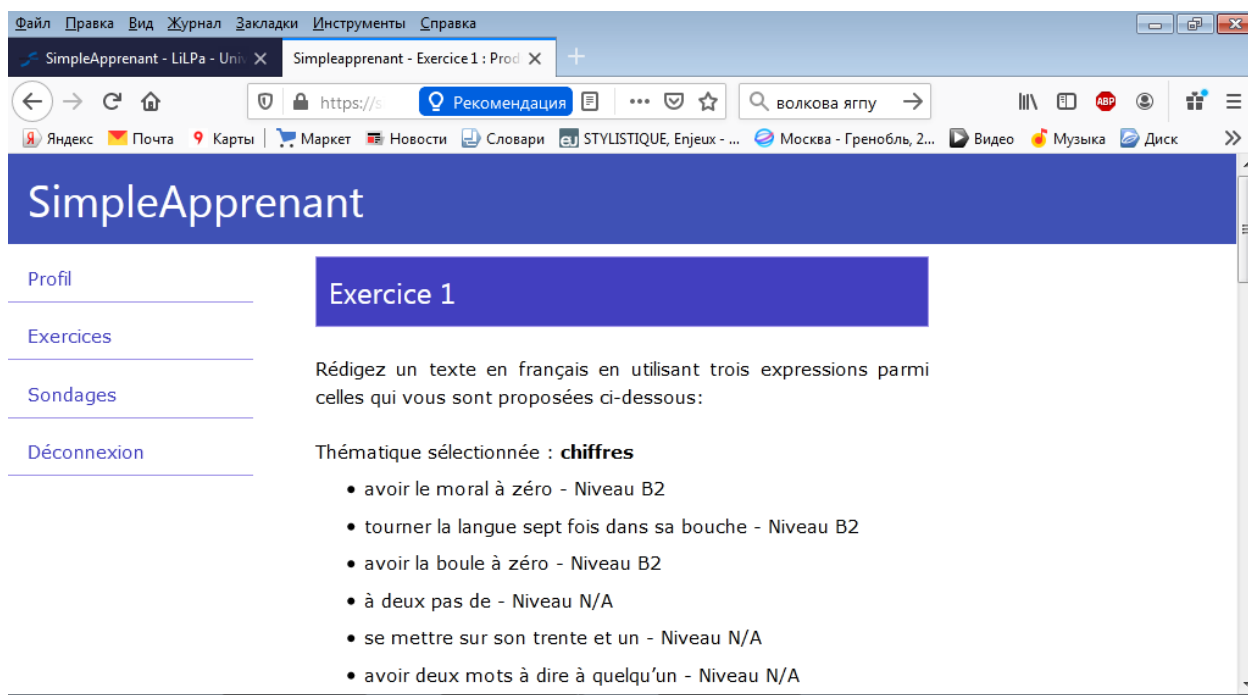 Файл Правка Вид Журнал Закладки Инструменты Справка
SimpleApprenant - LiLPa - Univ
Simpleapprenant - Exercice 1 : Prod
https://s
Рекомендация
волкова ягпу
ABP
Яндекс Почта Карты Маркет Новости Словари STYLISTIQUE, Enjeux - ... Москва - Гренобль, 2... Видео Музыка Диск
SimpleApprenant
Profil
Exercices
Sondages
Déconnexion
Exercice 1
Rédigez un texte en français en utilisant trois expressions parmi
celles qui vous sont proposées ci-dessous:
Thématique sélectionnée : chiffres
• avoir le moral à zéro - Niveau B2
• tourner la langue sept fois dans sa bouche - Niveau B2
• avoir la boule à zéro - Niveau B2
• à deux pas de - Niveau N/A
• se mettre sur son trente et un - Niveau N/A
• avoir deux mots à dire à quelqu'un - Niveau N/A